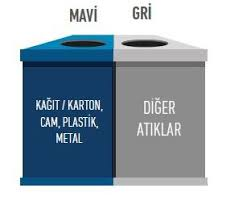 MAVİ GRİ
KAĞIT / KARTON,
CAM, PLASTİK,
METAL
DİĞER
ATIKLAR